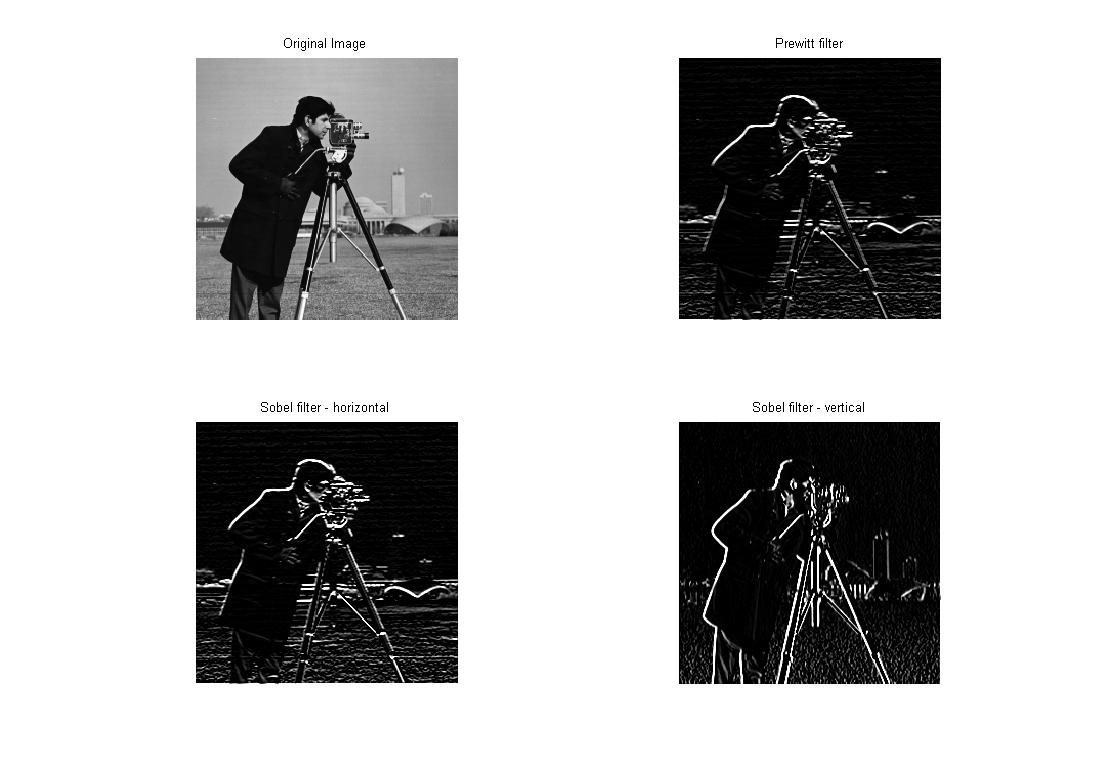 Original Image
Prewitt filter
Sobel filter - horizontal
Sobel filter - vertical